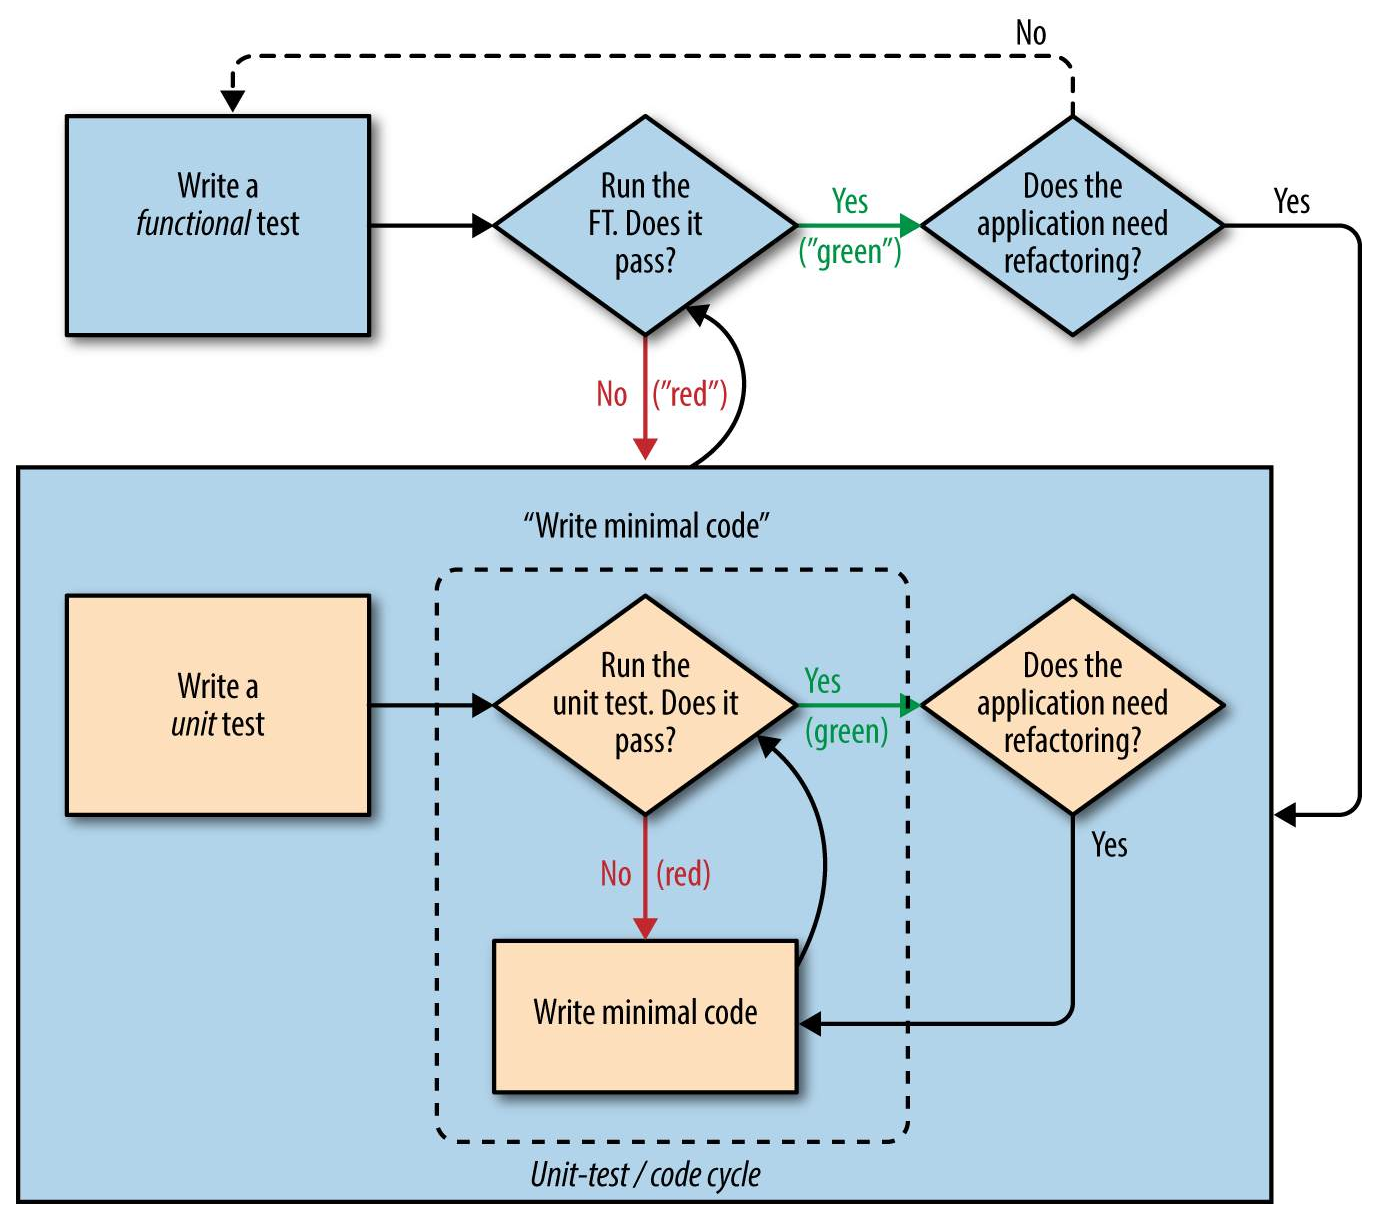 No
Write a
functional test
Run the
FT. Does it
pass?
Yes
(”green”)
Does the
application need
refactoring?
Yes
No (”red”)
“Write minimal code”
Write a
unit test
Run the
unit test. Does it
pass?
Yes
(green)
Does the
application need
refactoring?
Yes
No (red)
Write minimal code
Unit-test / code cycle